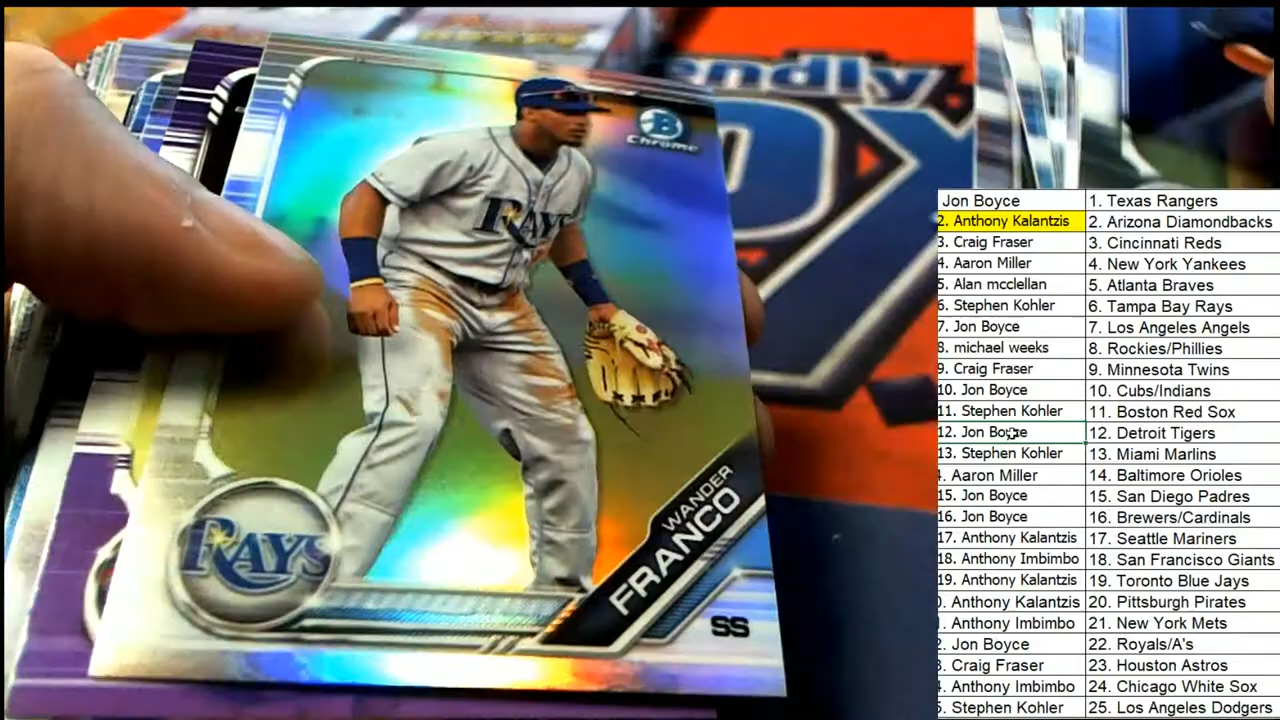 endly
B
Chrome
RAYS
RAYS
WANDER
FRANCO
SS
Jon Boyce 1. Texas Rangers
2. Anthony Kalantzis 2. Arizona Diamondbacks
3. Craig Fraser 3. Cincinnati Reds
4. Aaron Miller 4. New York Yankees
5. Alan mcclellan 5. Atlanta Braves
6. Stephen Kohler 6. Tampa Bay Rays
7. Jon Boyce 7. Los Angeles Angels
8. michael weeks 8. Rockies/Phillies
9. Craig Fraser 9. Minnesota Twins
10. Jon Boyce 10. Cubs/Indians
11. Stephen Kohler 11. Boston Red Sox
12. Jon Boyce 12. Detroit Tigers
13. Stephen Kohler 13. Miami Marlins
. Aaron Miller 14. Baltimore Orioles
15. Jon Boyce 15. San Diego Padres
16. Jon Boyce 16. Brewers/Cardinals
17. Anthony Kalantzis 17. Seattle Mariners
18. Anthony Imbimbo 18. San Francisco Giants
19. Anthony Kalantzis 19. Toronto Blue Jays
0. Anthony Kalantzis 20. Pittsburgh Pirates
. Anthony Imbimbo 21. New York Mets
2. Jon Boyce 22. Royals/A's
3. Craig Fraser 23. Houston Astros
4. Anthony Imbimbo 24. Chicago White Sox
5. Stephen Kohler 25. Los Angeles Dodgers